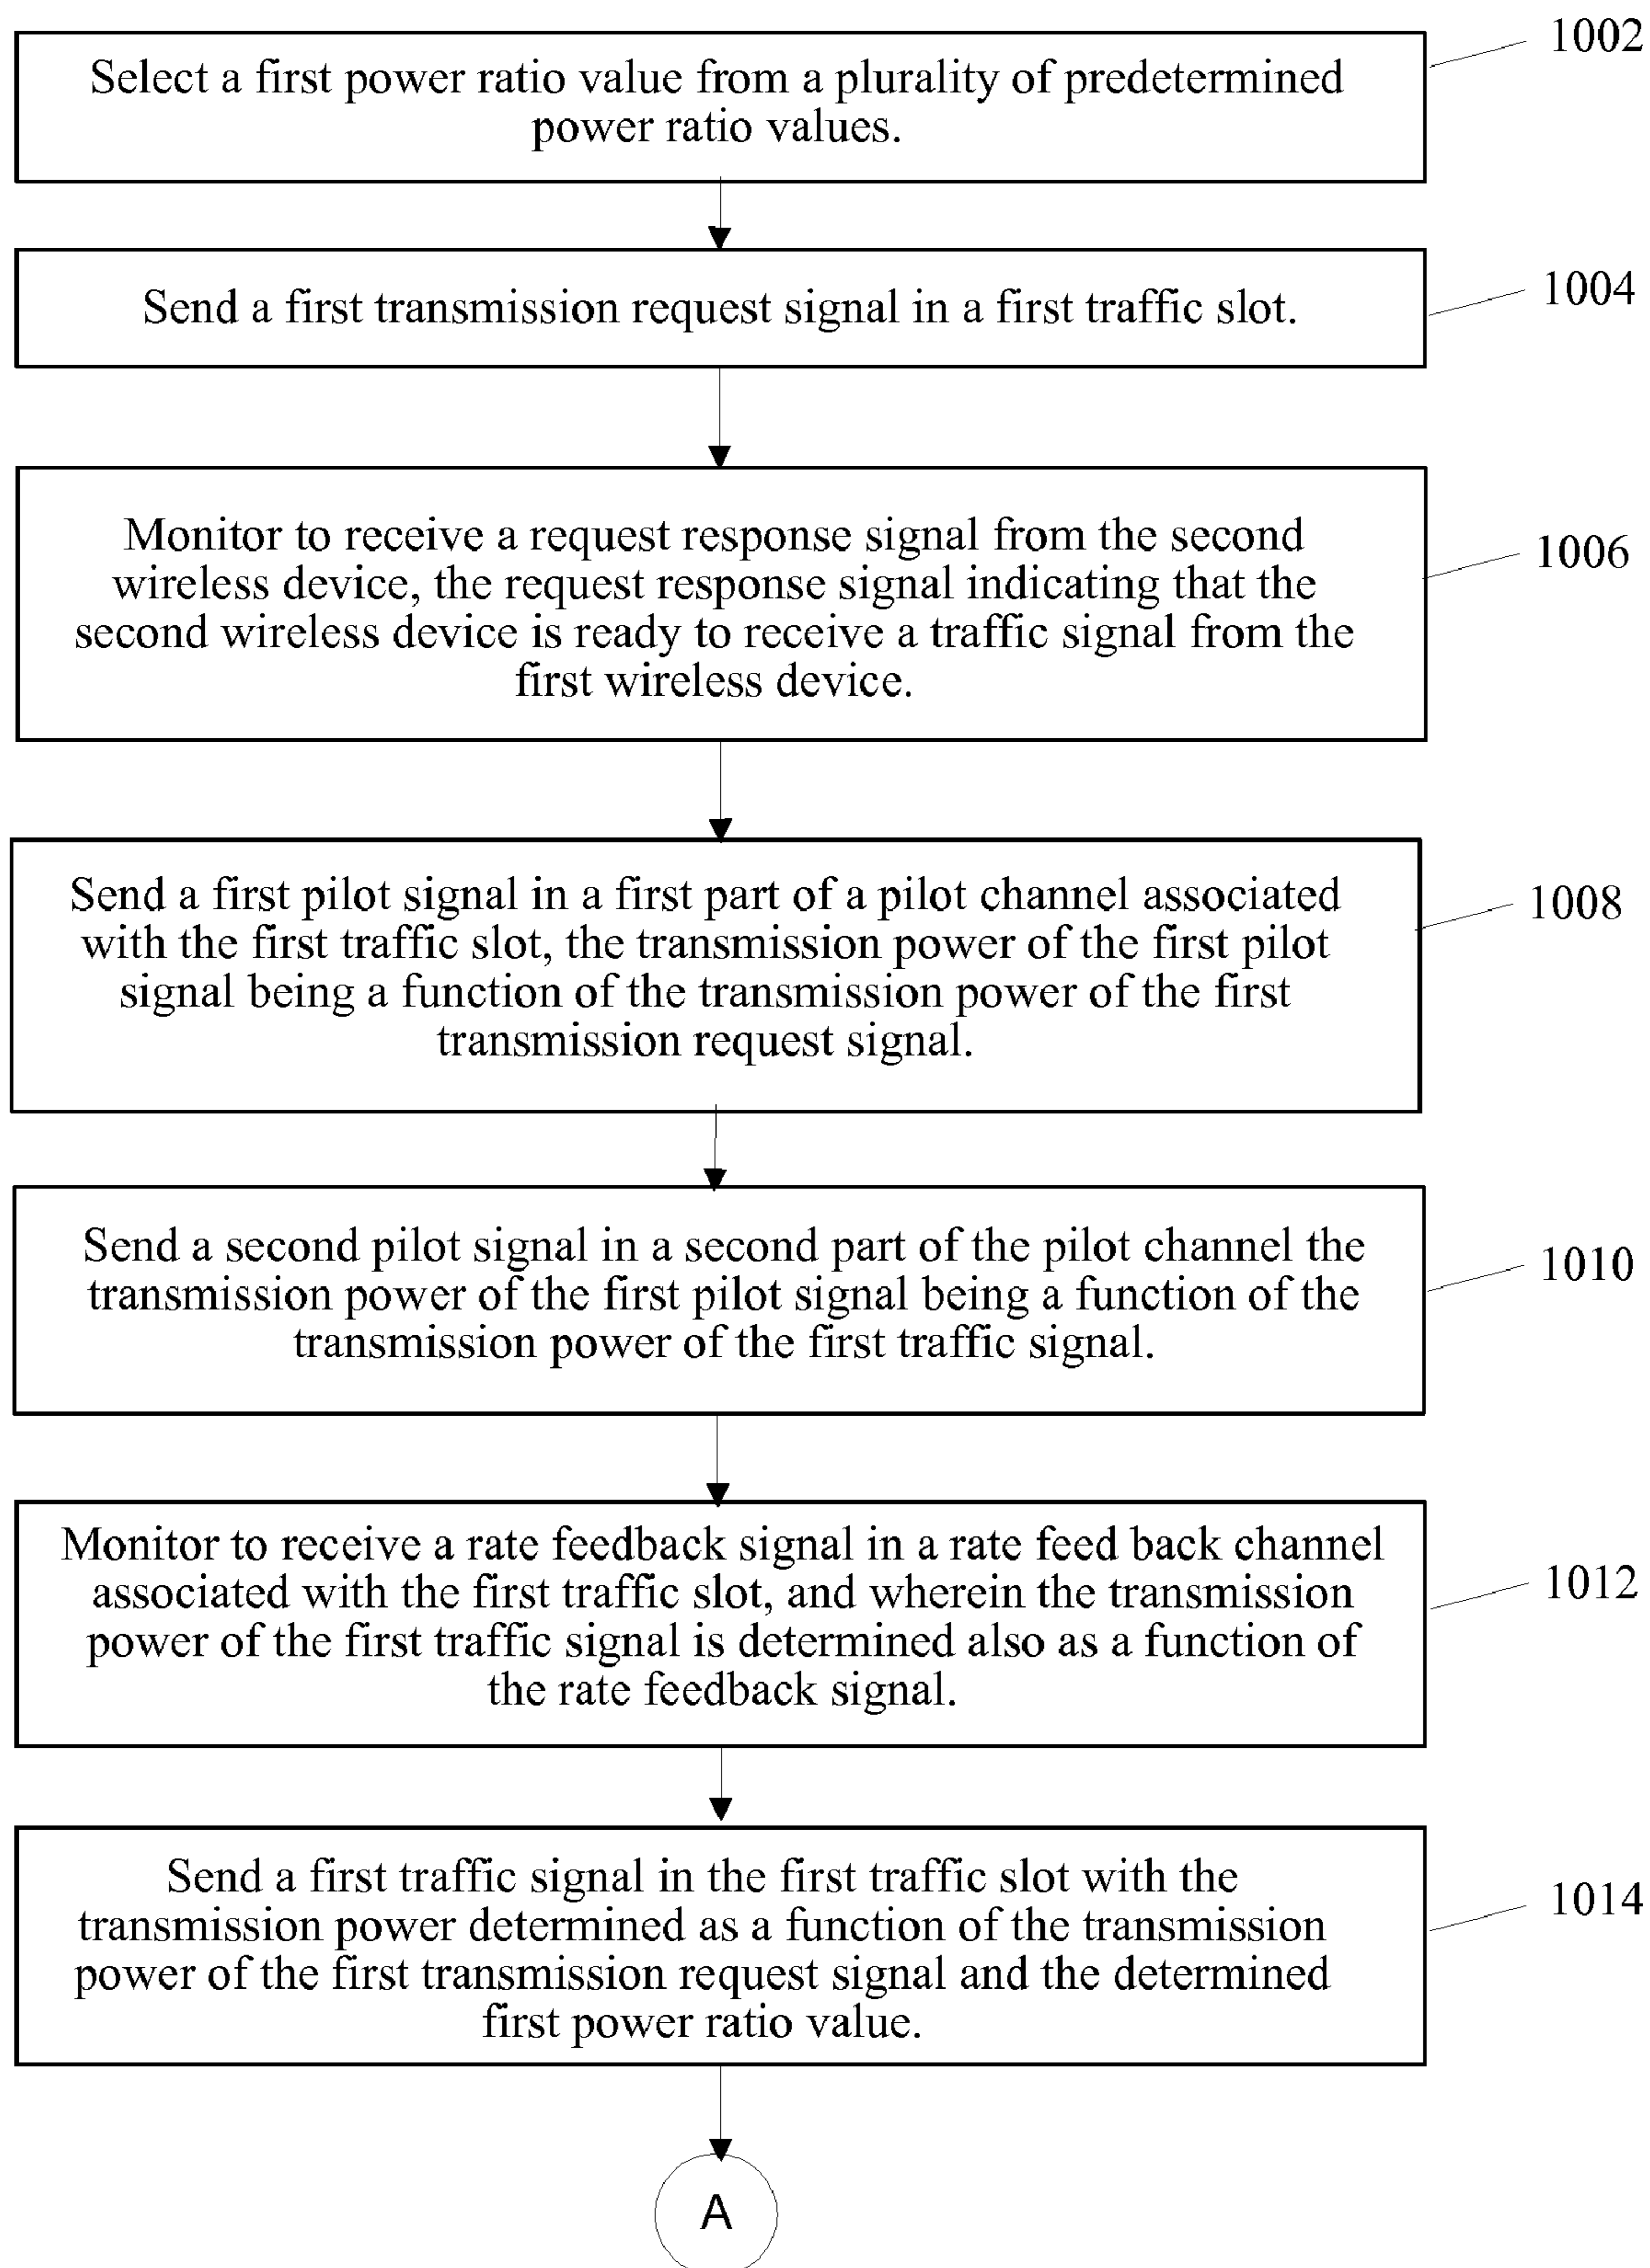 1002
Select a first power ratio value from a plurality of predetermined
power ratio values.
1004
Send a first transmission request signal in a first traffic slot.
1006
Monitor to receive a request response signal from the second
wireless device, the request response signal indicating that the
second wireless device is ready to receive a traffic signal from the
first wireless device.
1008
Send a first pilot signal in a first part of a pilot channel associated
with the first traffic slot, the transmission power of the first pilot
signal being a function of the transmission power of the first
transmission request signal.
1010
Send a second pilot signal in a second part of the pilot channel the
transmission power of the first pilot signal being a function of the
transmission power of the first traffic signal.
1012
Monitor to receive a rate feedback signal in a rate feed back channel
associated with the first traffic slot, and wherein the transmission
power of the first traffic signal is determined also as a function of
the rate feedback signal.
1014
Send a first traffic signal in the first traffic slot with the
transmission power determined as a function of the transmission
power of the first transmission request signal and the determined
first power ratio value.
A